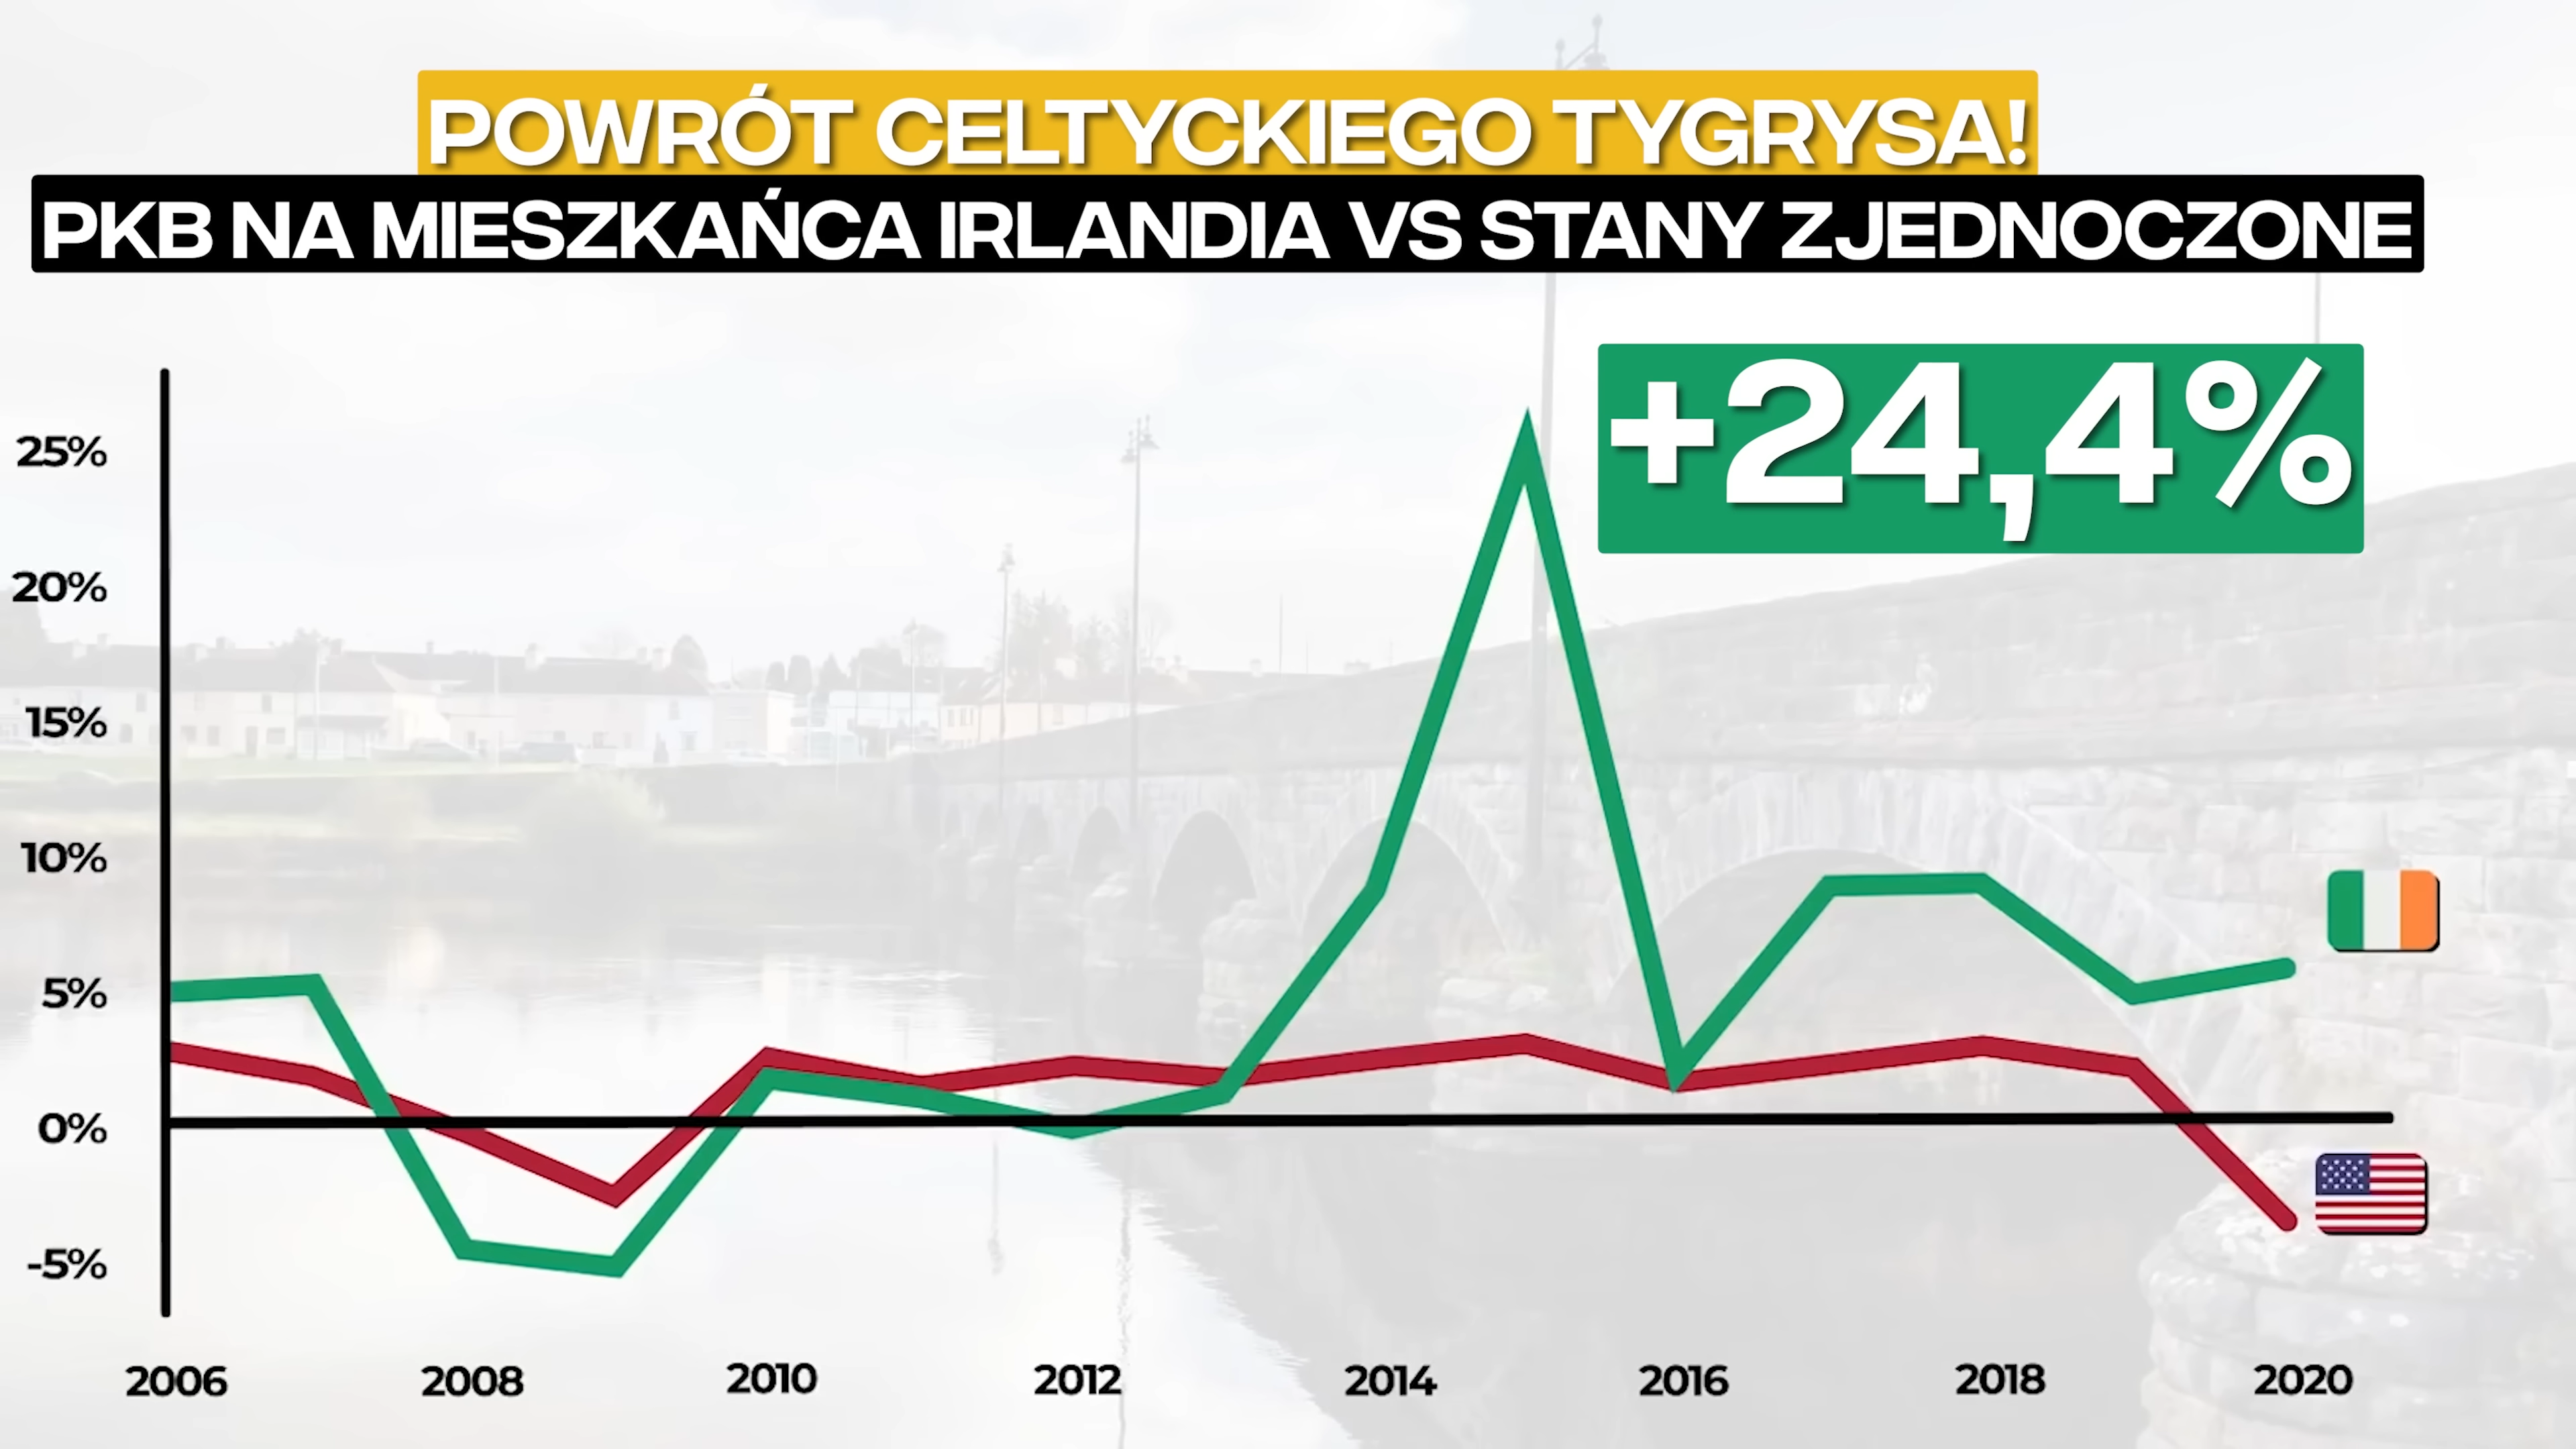 POWRÓT CELTYCKIEGO TYGRYSA!
PKB NA MIESZKAŃCA IRLANDIA VS STANY ZJEDNOCZONE
+24,4%
25%
20%
15%
10%
5%
0%
-5%
2006 2008 2010 2012 2014 2016 2018 2020